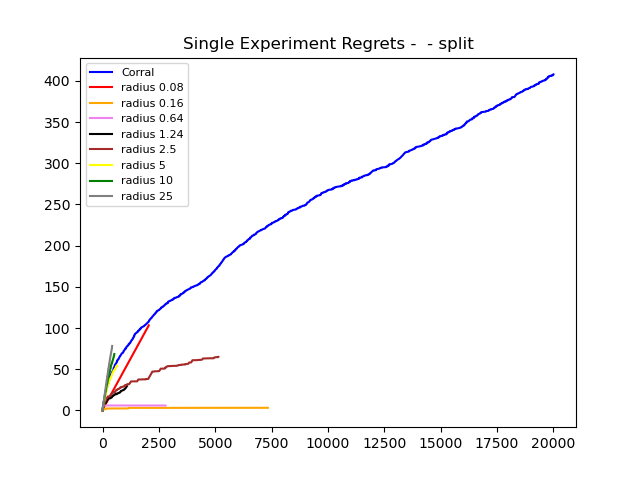 Single Experiment Regrets -  - split
Corral
radius 0.08
radius 0.16
radius 0.64
radius 1.24
radius 2.5
radius 5
radius 10
radius 25
400
350
300
250
200
150
100
50
0
0 2500 5000 7500 10000 12500 15000 17500 20000